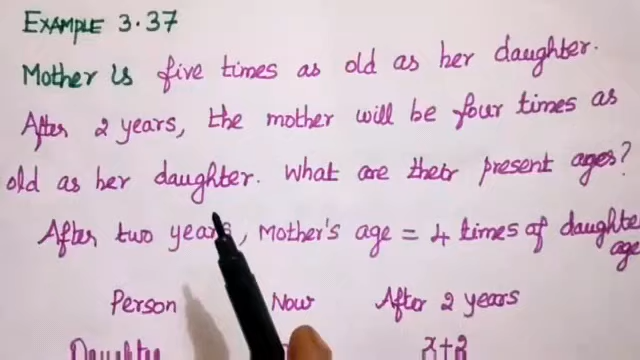 EXAMPLE 3.37
Mother is five times as old as her daughter.
After 2 years, the mother will be four times as
old as her daughter. What are their present ages?
After two years, Mother's age = 4 times of daughter
age
Person Now After 2 years
Daughter x+2